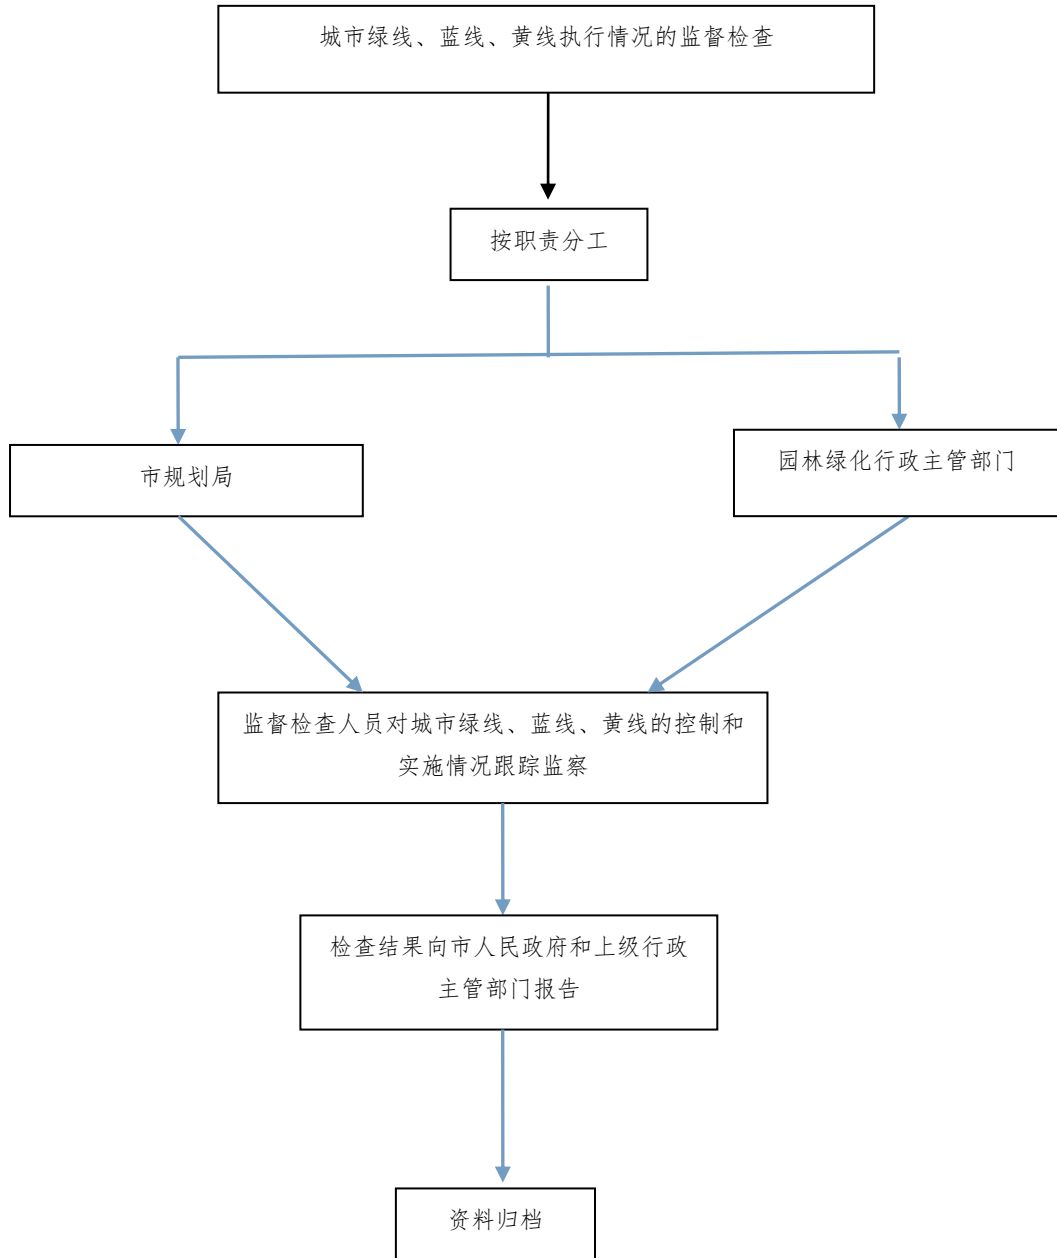 城市绿线、蓝线、黄线执行情况的监督检查
按职责分工
市规划局
园林绿化行政主管部门
监督检查人员对城市绿线、蓝线、黄线的控制和
实施情况跟踪监察
检查结果向市人民政府和上级行政
主管部门报告
资料归档